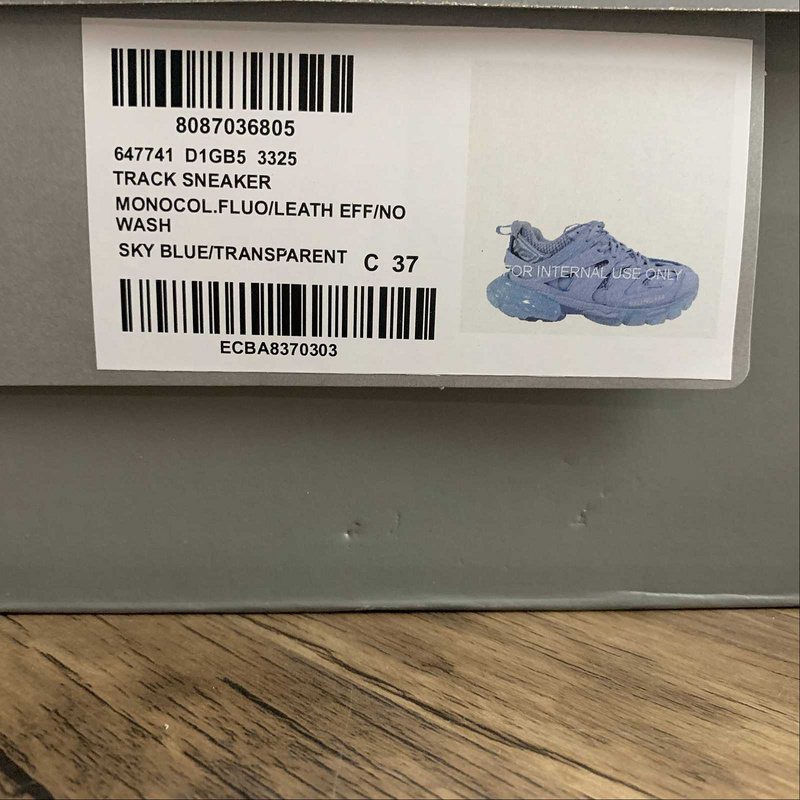 8087036805
647741 D1GB5 3325
TRACK SNEAKER
MONOCOL.FLUO/LEATH EFF/NO
WASH
SKY BLUE/TRANSPARENT C 37
ECBA8370303
FOR INTERNAL USE ONLY